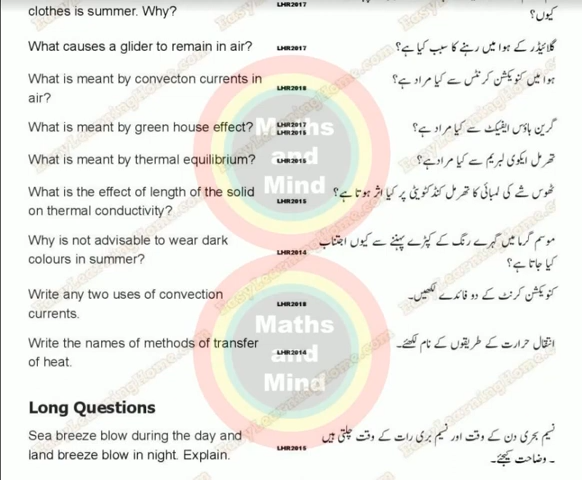 clothes is summer. Why? LHR2017 کیوں؟
What causes a glider to remain in air? LHR2017 گلائیڈر کے ہوا میں رہنے کا سبب کیا ہے؟
What is meant by convecton currents in LHR2016 ہوا میں کنویکشن کرنٹس سے کیا مراد ہے؟
air?
What is meant by green house effect? LHR2017 گرین ہاؤس ایفیکٹ سے کیا مراد ہے؟
LHR2015
What is meant by thermal equilibrium? LHR2015 تھرمل ایکوی لبریم سے کیا مراد ہے؟
What is the effect of length of the solid ٹھوس شے کی لمبائی کا تھرمل کنڈکٹویٹی پر کیا اثر ہوتا ہے؟
on thermal conductivity? LHR2015
Why is not advisable to wear dark موسم گرما میں گہرے رنگ کے کپڑے پہننے سے کیوں اجتناب
colours in summer? LHR2014 کیا جاتا ہے؟
Write any two uses of convection LHR2018 کنویکشن کرنٹ کے دو فائدے لکھیں۔
currents.
Write the names of methods of transfer LHR2014 انتقال حرارت کے طریقوں کے نام لکھئے۔
of heat.
Maths
and
Mind
Maths
and
Mind
Long Questions
Sea breeze blow during the day and نسیم بحری دن کے وقت اور نسیم بری رات کے وقت چلتی ہیں
land breeze blow in night. Explain. LHR2015 ۔ وضاحت کیجئے۔